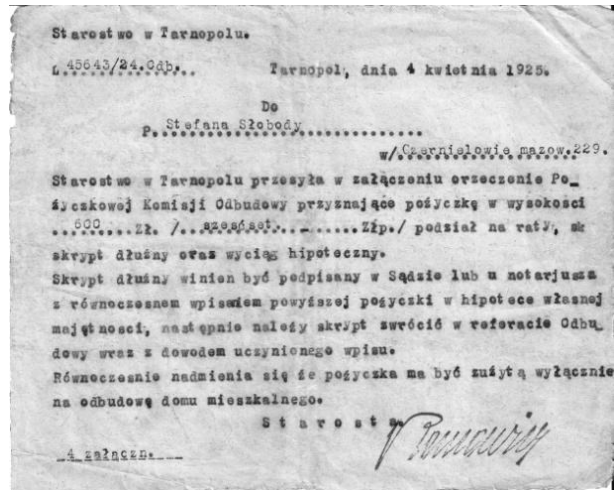 Starostwo w Tarnopolu.
L.45643/24.Odb. Tarnopol, dnia 4 kwietnia 1925.
Do
P. Stefana Słobody
w/ Czernielowie mazow.229.
Starostwo w Tarnopolu przesyła w załączeniu orzeczenie Po_
życzkowej Komisji Odbudowy przyznające pożyczkę w wysokości
600 Zł. / sześćset. Złp./ podział na raty, sk
skrypt dłużny oraz wyciąg hipoteczny.
Skrypt dłużny winien być podpisany w Sądzie lub u notarjusza
z równoczesnem wpisaniem powyższej pożyczki w hipotece własnej
majętności, następnie należy skrypt zwrócić w referacie Odbu_
dowy wraz z dowodem uczynionego wpisu.
Równocześnie nadmienia się że pożyczka ma być zużytą wyłącznie
na odbudowę domu mieszkalnego.
Starosta.
4 załączn.